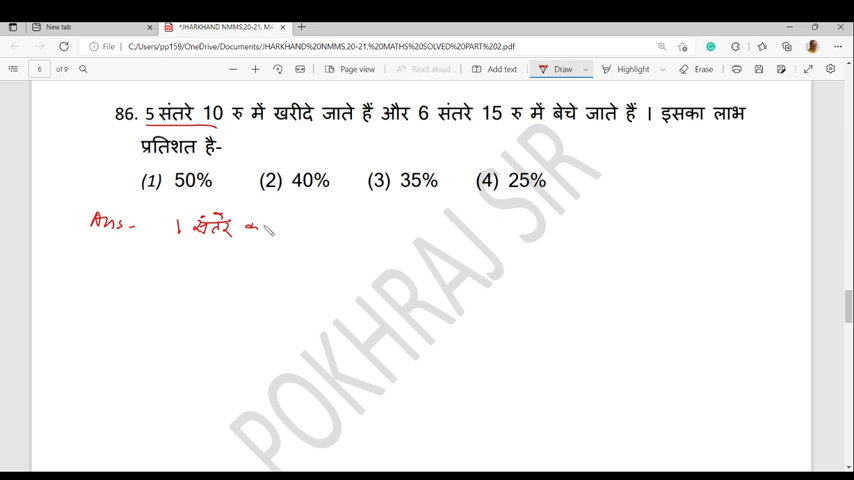 New tab
*JHARKHAND NMMS,20-21, MA
File
C:/Users/pp159/OneDrive/Documents/JHARKHAND%20NMMS,20-21,%20MATHS%20SOLVED%20PART%202.pdf
6 of 9
Page view
Read aloud
Add text
Draw
Highlight
Erase
86. 5 संतरे 10 रु में खरीदे जाते हैं और 6 संतरे 15 रु में बेचे जाते हैं । इसका लाभ
प्रतिशत है-
(1) 50% (2) 40% (3) 35% (4) 25%
Ans- 1 संतरे
POKHRAJ SIR